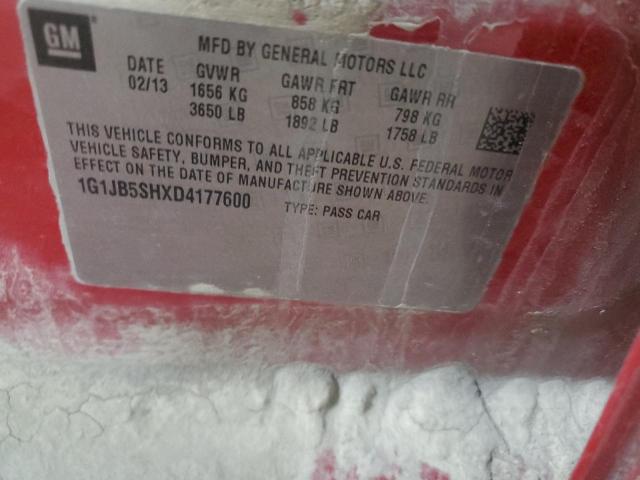 GM
MFD BY GENERAL MOTORS LLC
DATE GVWR GAWR FRT GAWR RR
02/13 1656 KG 858 KG 798 KG
3650 LB 1892 LB 1758 LB
THIS VEHICLE CONFORMS TO ALL APPLICABLE U.S. FEDERAL MOTOR
VEHICLE SAFETY, BUMPER, AND THEFT PREVENTION STANDARDS IN
EFFECT ON THE DATE OF MANUFACTURE SHOWN ABOVE.
1G1JB5SHXD4177600 TYPE: PASS CAR